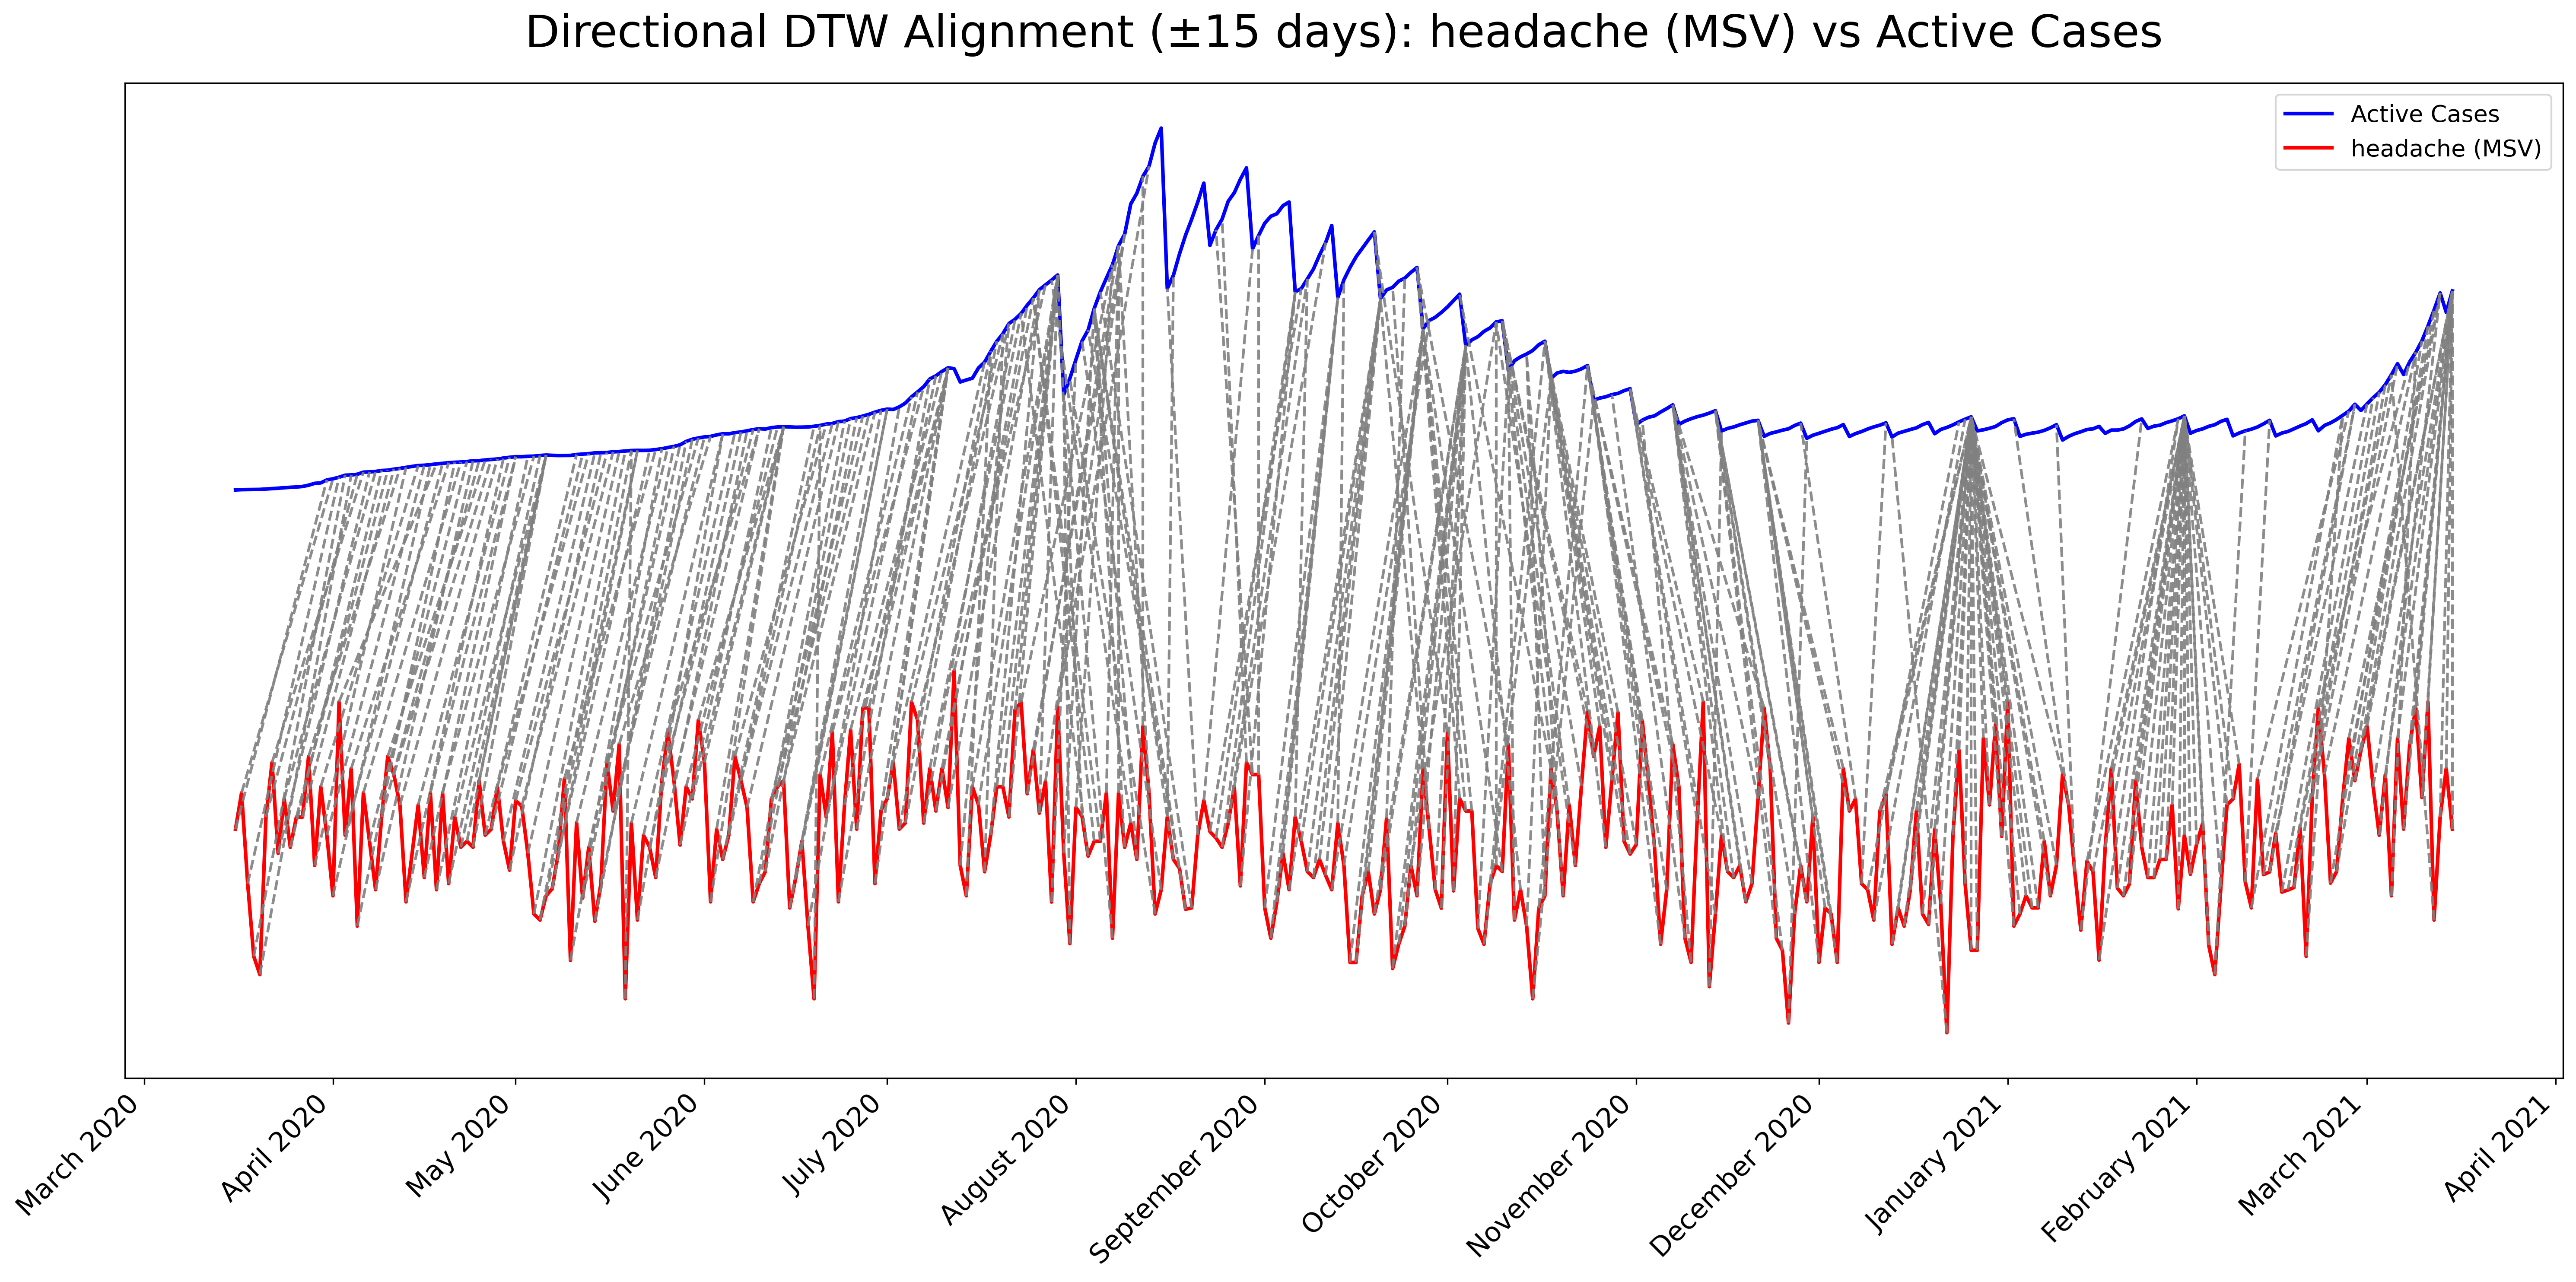 Directional DTW Alignment (±15 days): headache (MSV) vs Active Cases
Active Cases
headache (MSV)
March 2020
April 2020
May 2020
June 2020
July 2020
August 2020
September 2020
October 2020
November 2020
December 2020
January 2021
February 2021
March 2021
April 2021